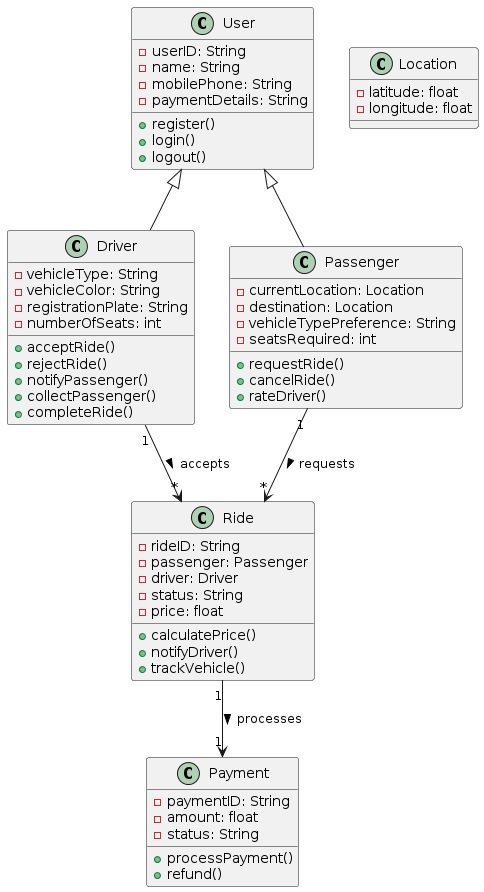 C User
userID: String
name: String
mobilePhone: String
paymentDetails: String
register()
login()
logout()
C Location
latitude: float
longitude: float
C Driver
vehicleType: String
vehicleColor: String
registrationPlate: String
numberOfSeats: int
acceptRide()
rejectRide()
notifyPassenger()
collectPassenger()
completeRide()
C Passenger
currentLocation: Location
destination: Location
vehicleTypePreference: String
seatsRequired: int
requestRide()
cancelRide()
rateDriver()
1
accepts
*
1
requests
*
C Ride
rideID: String
passenger: Passenger
driver: Driver
status: String
price: float
calculatePrice()
notifyDriver()
trackVehicle()
1
processes
1
C Payment
paymentID: String
amount: float
status: String
processPayment()
refund()